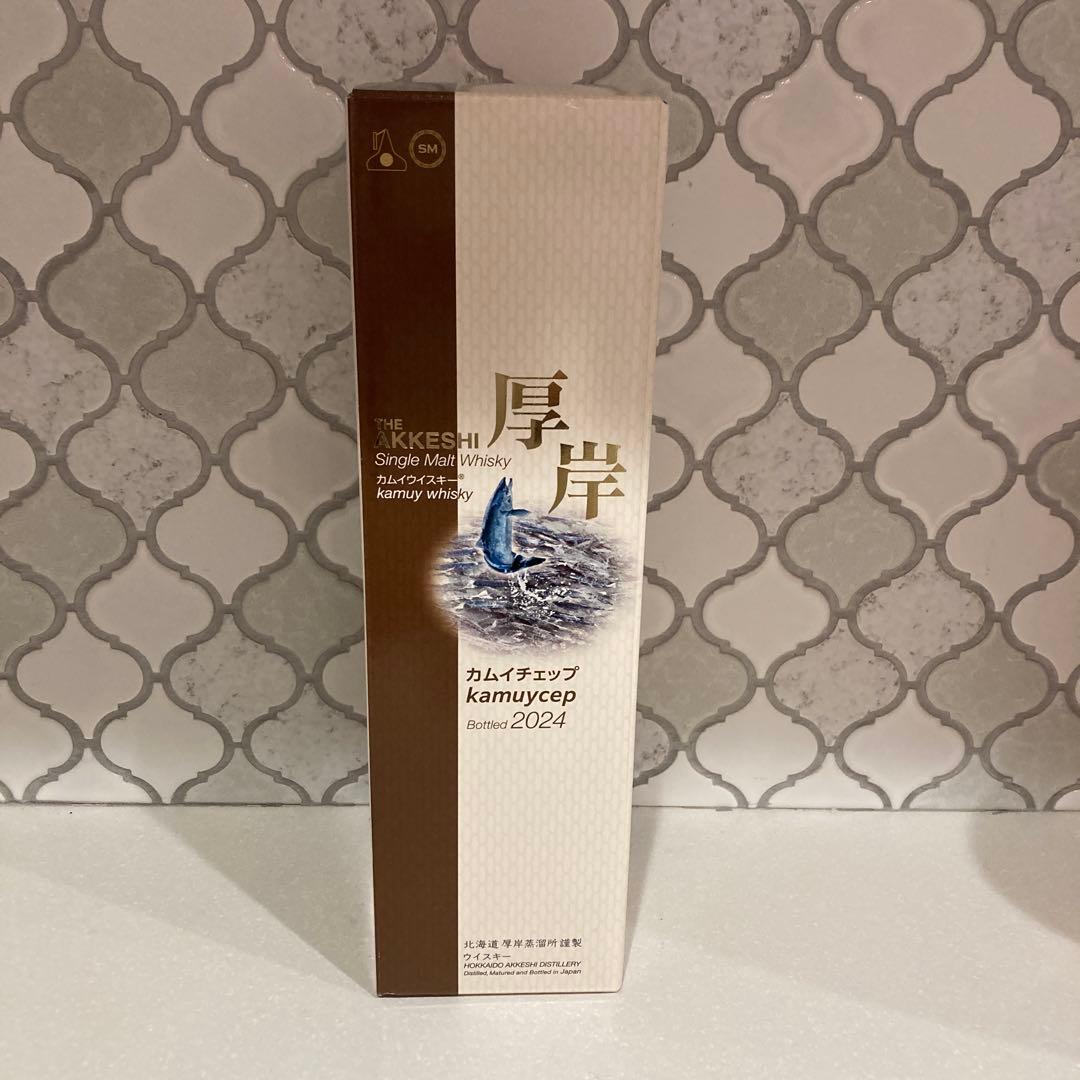 SM
厚岸
THE
AKKESHI
Single Malt Whisky
カムイウイスキー®
kamuy whisky
カムイチェップ
kamuycep
Bottled 2024
北海道 厚岸蒸溜所謹製
ウイスキー
HOKKAIDO AKKESHI DISTILLERY
Distilled, Matured and Bottled in Japan